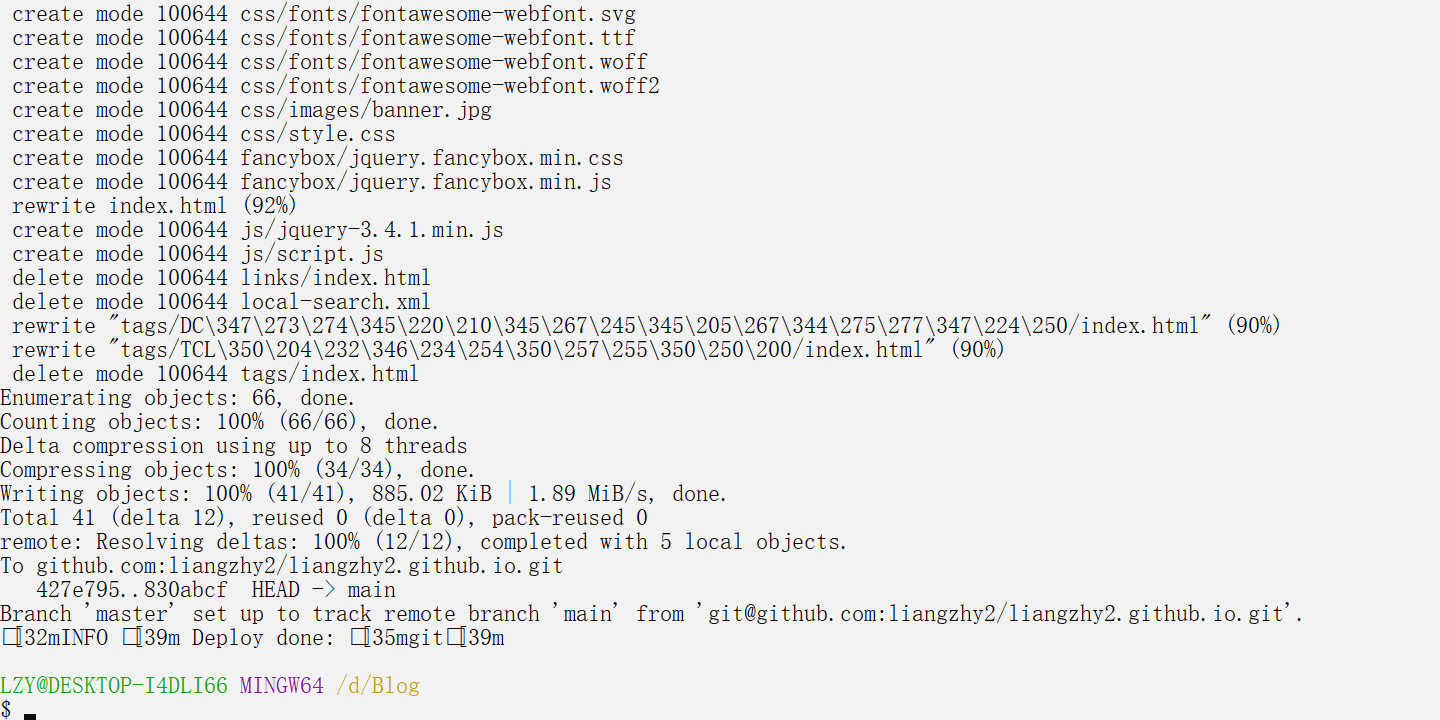 create mode 100644 css/fonts/fontawesome-webfont.svg
create mode 100644 css/fonts/fontawesome-webfont.ttf
create mode 100644 css/fonts/fontawesome-webfont.woff
create mode 100644 css/fonts/fontawesome-webfont.woff2
create mode 100644 css/images/banner.jpg
create mode 100644 css/style.css
create mode 100644 fancybox/jquery.fancybox.min.css
create mode 100644 fancybox/jquery.fancybox.min.js
rewrite index.html (92%)
create mode 100644 js/jquery-3.4.1.min.js
create mode 100644 js/script.js
delete mode 100644 links/index.html
delete mode 100644 local-search.xml
rewrite "tags/DC\347\273\274\345\220\210\345\267\245\345\205\267\344\275\277\347\224\250/index.html" (90%)
rewrite "tags/TCL\350\204\232\346\234\254\350\257\255\350\250\200/index.html" (90%)
delete mode 100644 tags/index.html
Enumerating objects: 66, done.
Counting objects: 100% (66/66), done.
Delta compression using up to 8 threads
Compressing objects: 100% (34/34), done.
Writing objects: 100% (41/41), 885.02 KiB | 1.89 MiB/s, done.
Total 41 (delta 12), reused 0 (delta 0), pack-reused 0
remote: Resolving deltas: 100% (12/12), completed with 5 local objects.
To github.com:liangzhy2/liangzhy2.github.io.git
427e795..830abcf  HEAD -> main
Branch 'master' set up to track remote branch 'main' from 'git@github.com:liangzhy2/liangzhy2.github.io.git'.
□[32mINFO □[39m Deploy done: □[35mgit□[39m
LZY@DESKTOP-I4DLI66 MINGW64 /d/Blog
$